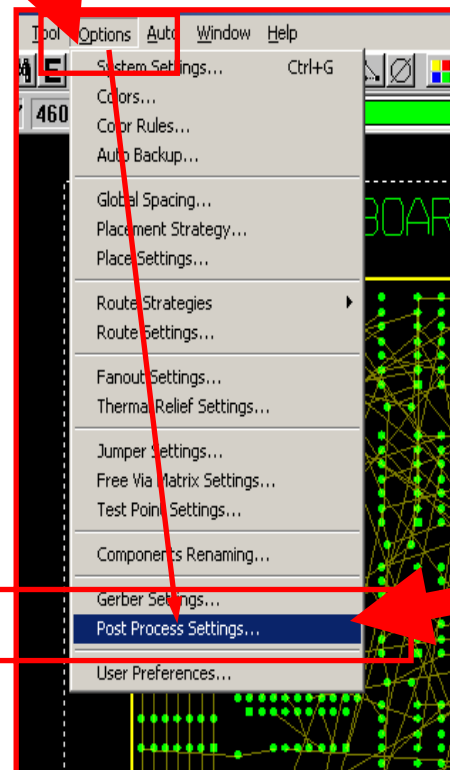 Tool Options Auto Window Help
E
460
System Settings... Ctrl+G
Colors...
Color Rules...
Auto Backup...
BOAR
Global Spacing...
Placement Strategy...
Place Settings...
Route Strategies
Route Settings...
Fanout Settings...
Thermal Relief Settings...
Jumper Settings...
Free Via Matrix Settings...
Test Point Settings...
Components Renaming...
Gerber Settings...
Post Process Settings...
User Preferences...